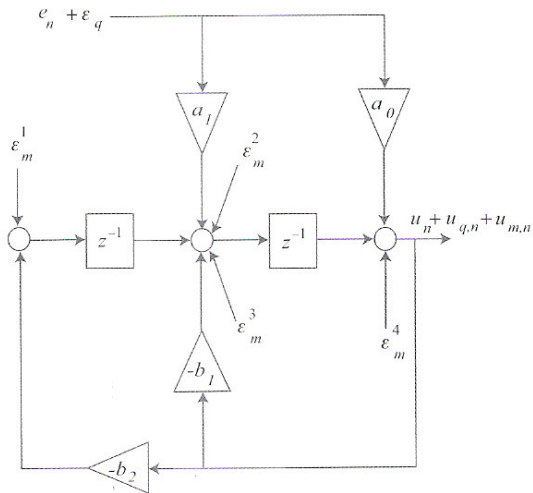 e_n + ε_q
a_1
a_0
ε_m^1
ε_m^2
z^{-1}
z^{-1}
u_n + u_{q,n} + u_{m,n}
ε_m^3
ε_m^4
-b_1
-b_2